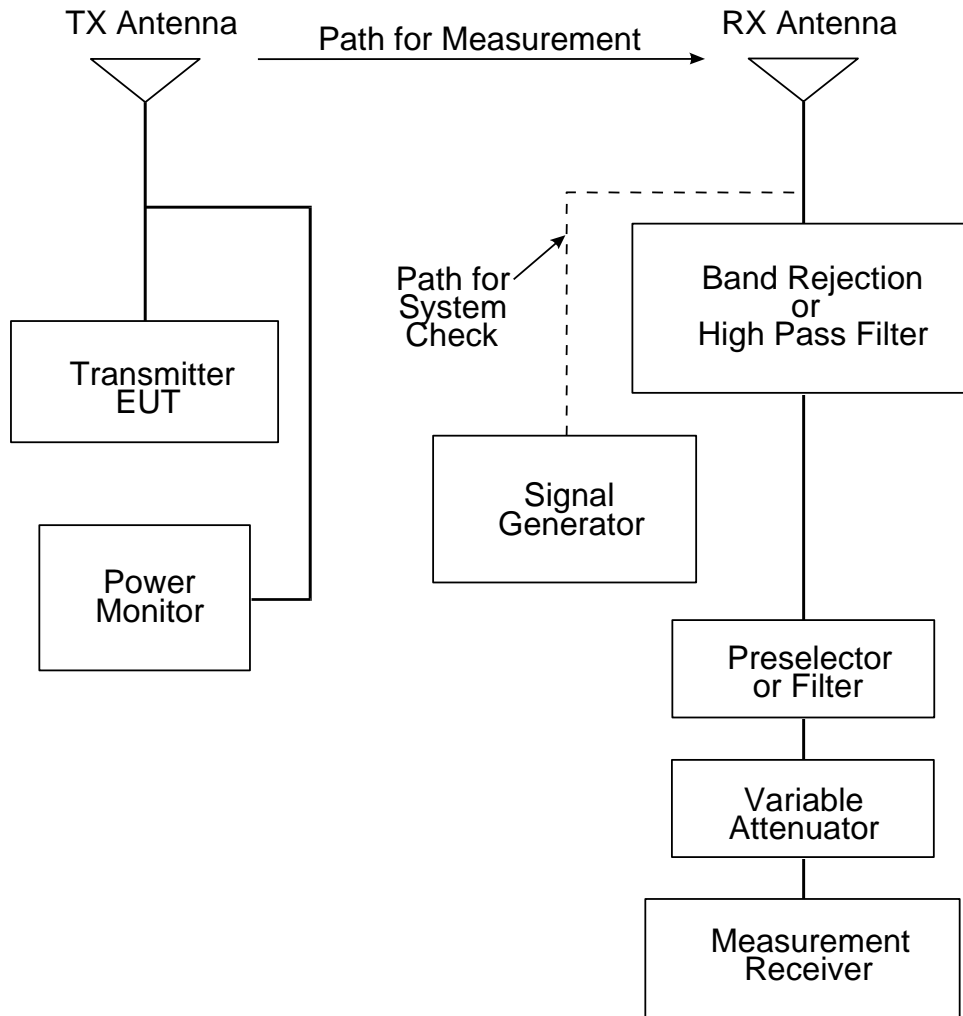 TX Antenna
Path for Measurement
RX Antenna
Path for
System
Check
Band Rejection
or
High Pass Filter
Transmitter
EUT
Signal
Generator
Power
Monitor
Preselector
or Filter
Variable
Attenuator
Measurement
Receiver